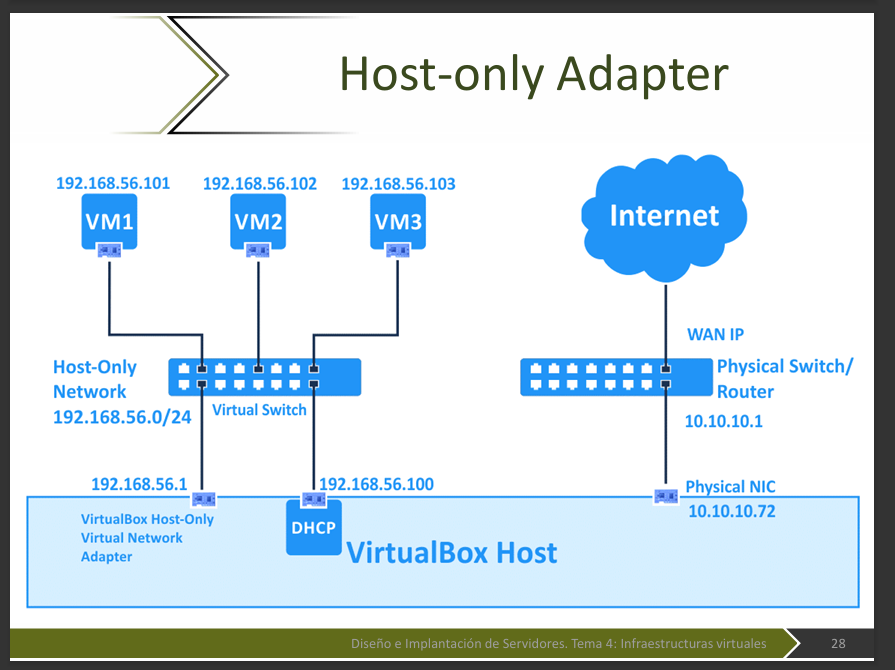 Host-only Adapter
192.168.56.101
192.168.56.102
192.168.56.103
VM1
VM2
VM3
Internet
WAN IP
Host-Only
Network
192.168.56.0/24
Virtual Switch
Physical Switch/
Router
10.10.10.1
192.168.56.1
192.168.56.100
Physical NIC
10.10.10.72
VirtualBox Host-Only
Virtual Network
Adapter
DHCP
VirtualBox Host
Diseño e Implantación de Servidores. Tema 4: Infraestructuras virtuales
28